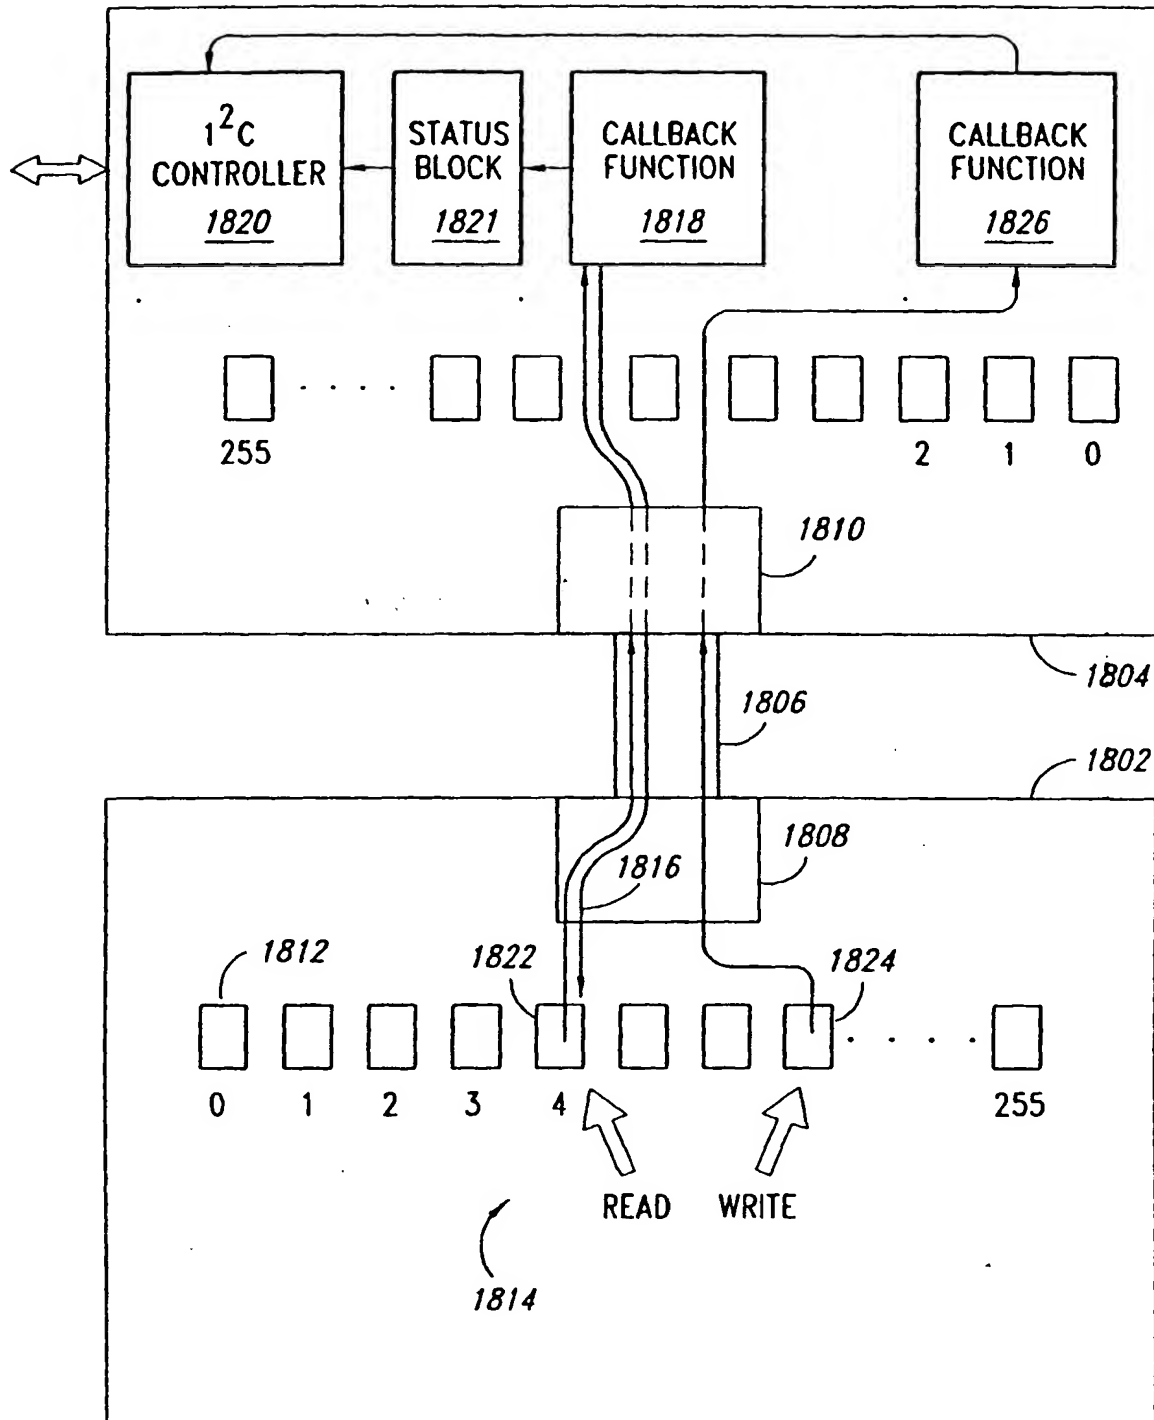 1²C
CONTROLLER
1820
STATUS
BLOCK
1821
CALLBACK
FUNCTION
1818
CALLBACK
FUNCTION
1826
255 2 1 0
1810
1804
1806
1802
1808
1816
1812
1822
1824
0 1 2 3 4 255
READ WRITE
1814